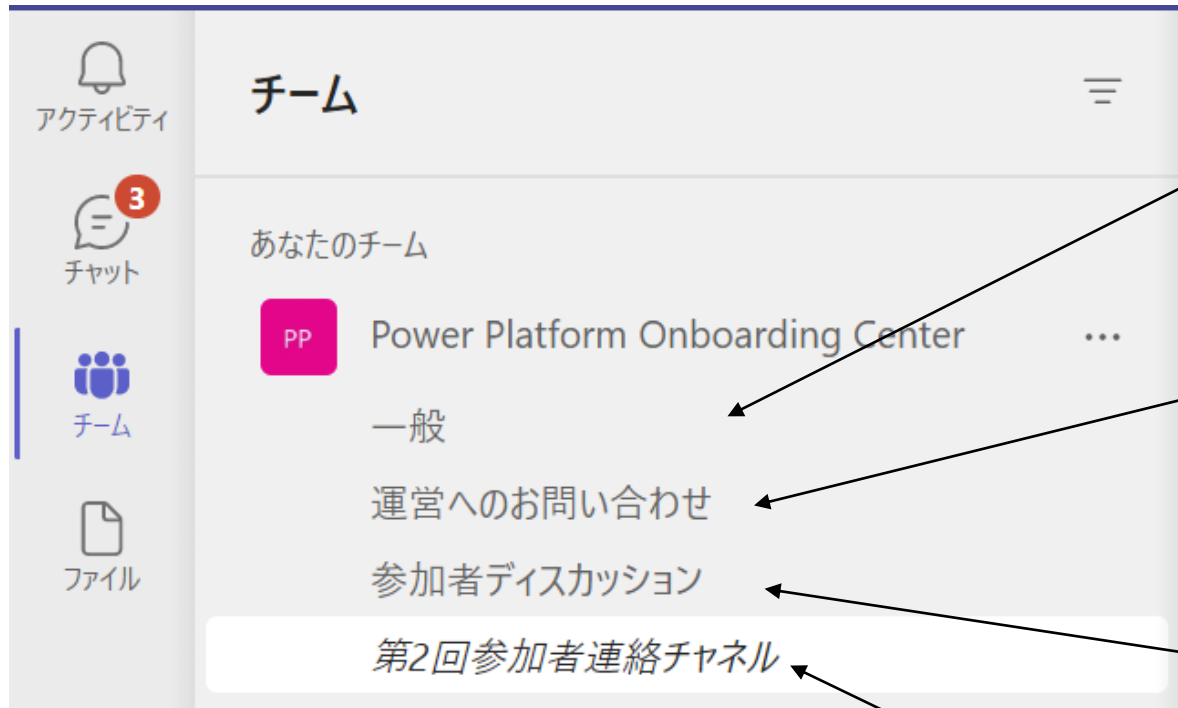 アクティビティ
チーム
3
チャット
あなたのチーム
PP Power Platform Onboarding Center ...
チーム
一般
運営へのお問い合わせ
ファイル
参加者ディスカッション
第2回参加者連絡チャネル